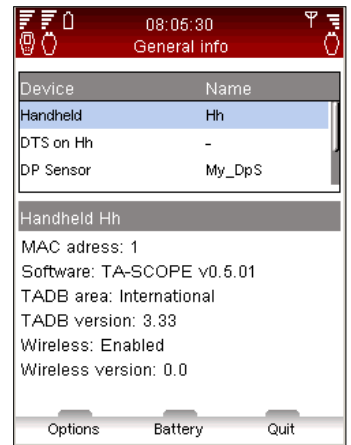 08:05:30
General info
Device Name
Handheld Hh
DTS on Hh -
DP Sensor My_DpS
Handheld Hh
MAC adress: 1
Software: TA-SCOPE v0.5.01
TADB area: International
TADB version: 3.33
Wireless: Enabled
Wireless version: 0.0
Options Battery Quit